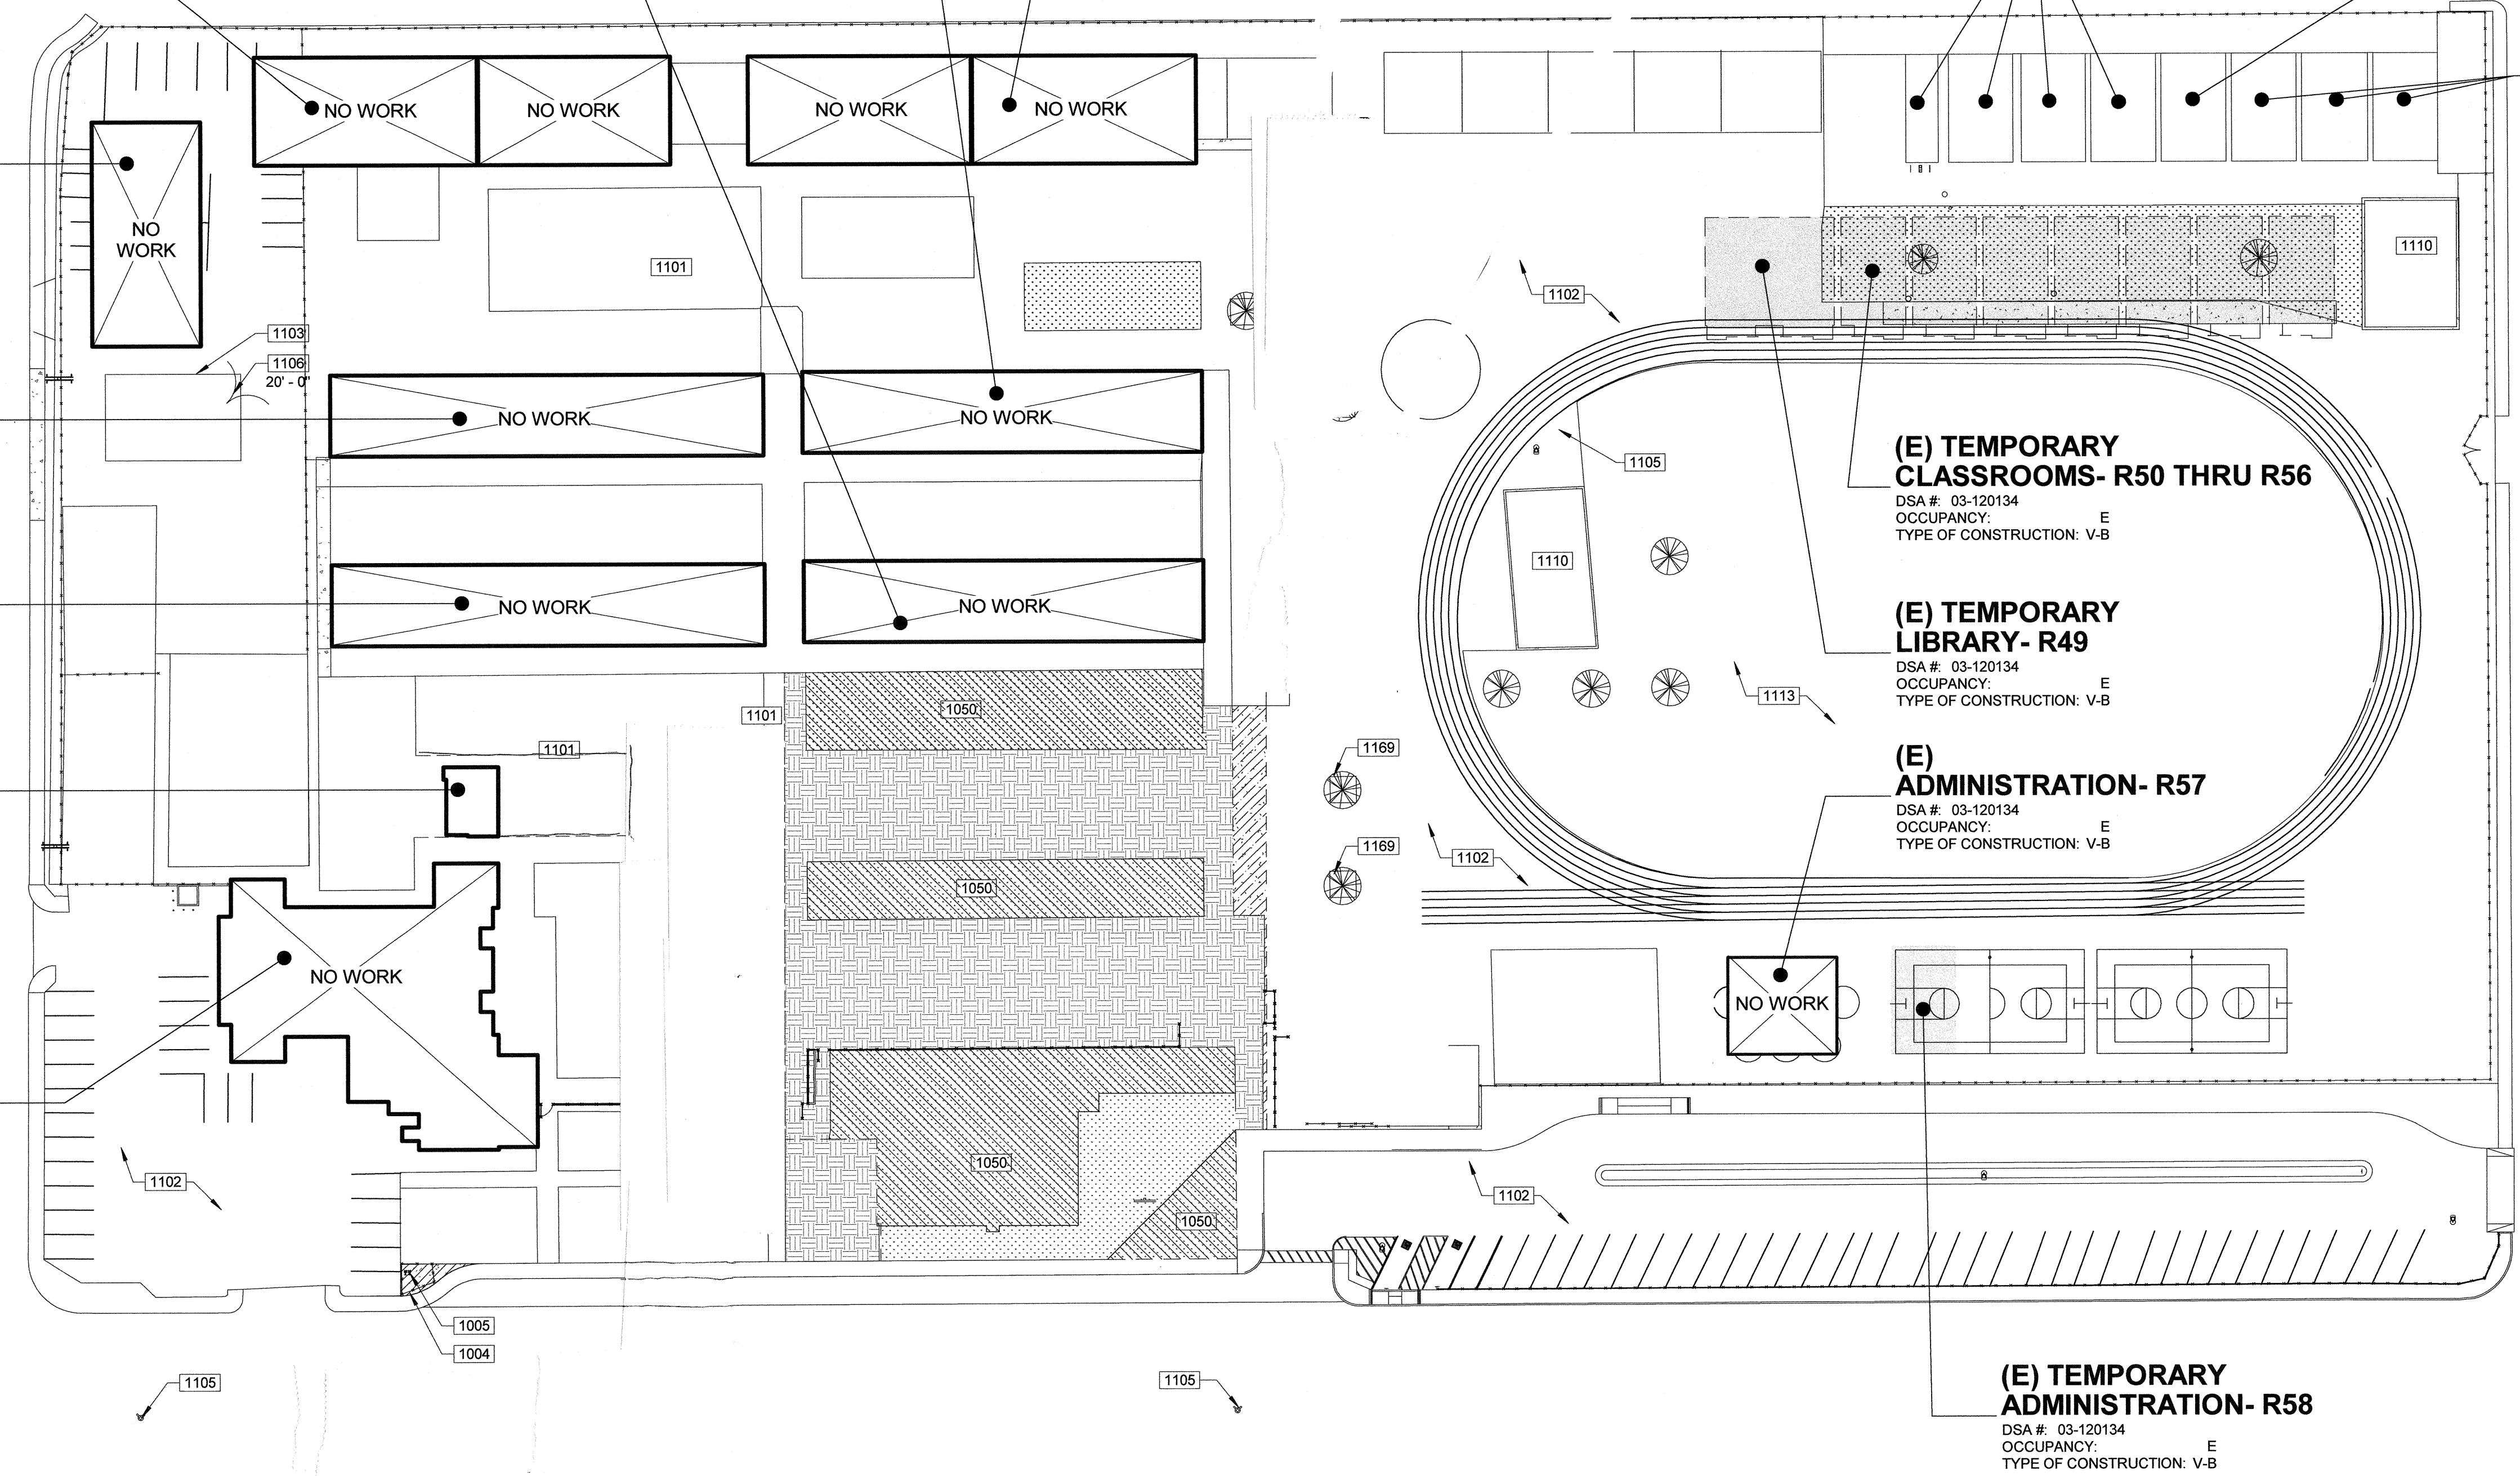 NO WORK
NO WORK
NO WORK
NO WORK
NO
WORK
1101
1110
1102
1103
1106
20' - 0"
NO WORK
NO WORK
1105
(E) TEMPORARY
CLASSROOMS- R50 THRU R56
DSA #: 03-120134
OCCUPANCY: E
TYPE OF CONSTRUCTION: V-B
1110
NO WORK
NO WORK
(E) TEMPORARY
LIBRARY- R49
DSA #: 03-120134
OCCUPANCY: E
TYPE OF CONSTRUCTION: V-B
1113
1050
1101
1101
1169
(E)
ADMINISTRATION- R57
DSA #: 03-120134
OCCUPANCY: E
TYPE OF CONSTRUCTION: V-B
1169
1102
1050
NO WORK
NO WORK
1050
1102
1102
1050
1005
1004
1105
1105
(E) TEMPORARY
ADMINISTRATION- R58
DSA #: 03-120134
OCCUPANCY: E
TYPE OF CONSTRUCTION: V-B